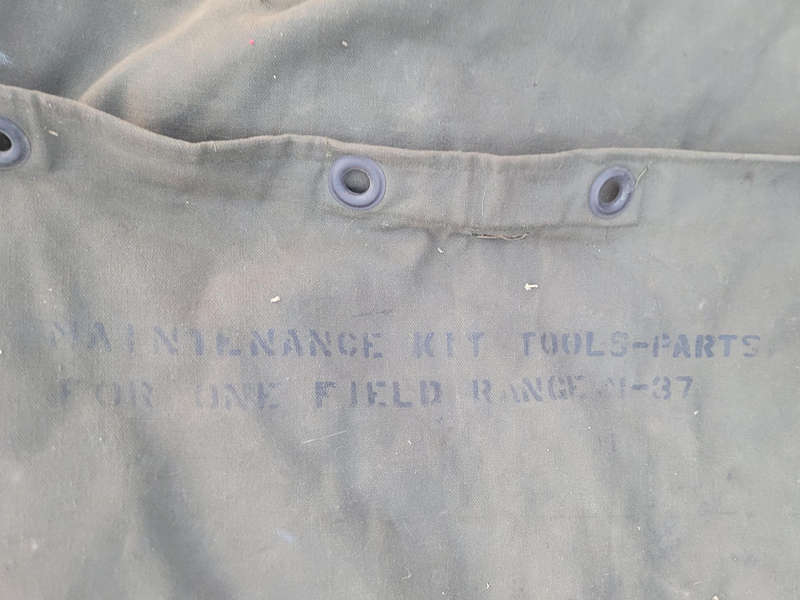 MAINTENANCE KIT TOOLS-PARTS
FOR ONE FIELD RANGE M-37